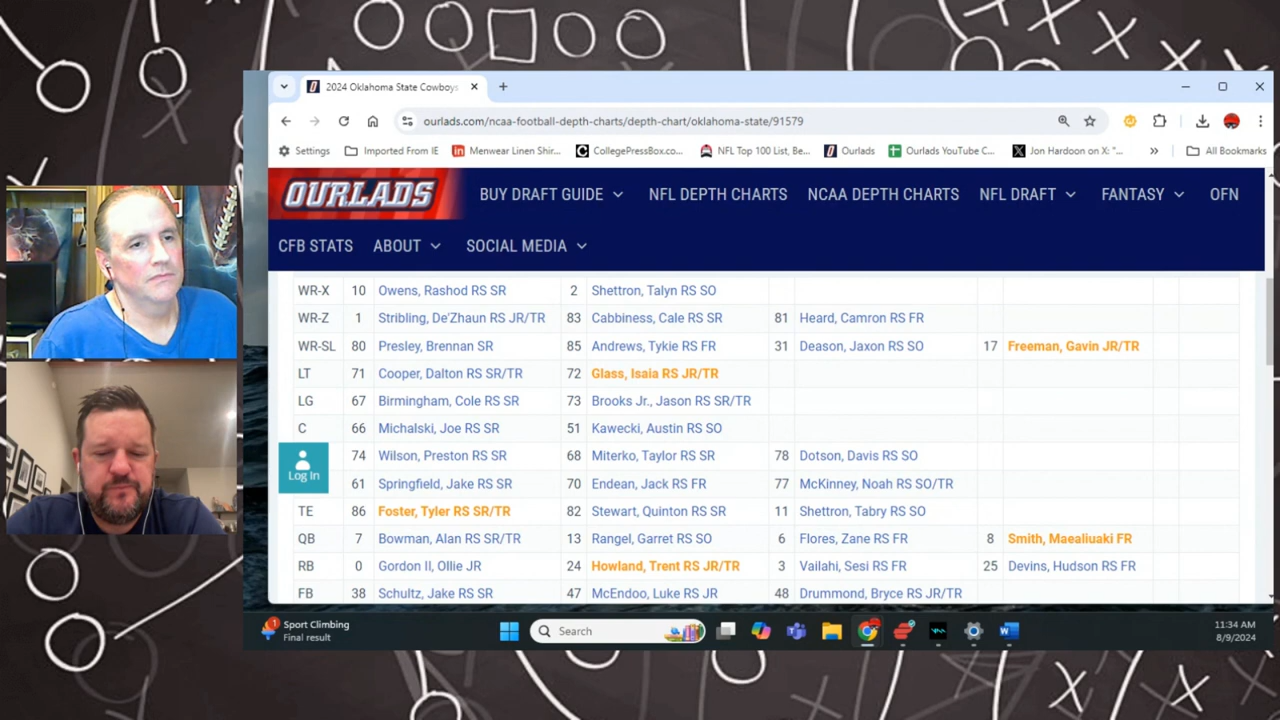 2024 Oklahoma State Cowboys
ourlads.com/ncaa-football-depth-charts/depth-chart/oklahoma-state/91579
Settings Imported From IE Menwear Linen Shir... CollegePressBox.co... NFL Top 100 List, Be... Ourlads Ourlads YouTube C... Jon Hardoon on X: "... » All Bookmarks
OURLADS BUY DRAFT GUIDE NFL DEPTH CHARTS NCAA DEPTH CHARTS NFL DRAFT FANTASY OFN
CFB STATS ABOUT SOCIAL MEDIA
WR-X 10 Owens, Rashod RS SR 2 Shettron, Talyn RS SO
WR-Z 1 Stribling, De'Zhaun RS JR/TR 83 Cabbiness, Cale RS SR 81 Heard, Camron RS FR
WR-SL 80 Presley, Brennan SR 85 Andrews, Tykie RS FR 31 Deason, Jaxon RS SO 17 Freeman, Gavin JR/TR
LT 71 Cooper, Dalton RS SR/TR 72 Glass, Isaia RS JR/TR
LG 67 Birmingham, Cole RS SR 73 Brooks Jr., Jason RS SR/TR
C 66 Michalski, Joe RS SR 51 Kawecki, Austin RS SO
74 Wilson, Preston RS SR 68 Miterko, Taylor RS SR 78 Dotson, Davis RS SO
Log In
61 Springfield, Jake RS SR 70 Endean, Jack RS FR 77 McKinney, Noah RS SO/TR
TE 86 Foster, Tyler RS SR/TR 82 Stewart, Quinton RS SR 11 Shettron, Tabry RS SO
QB 7 Bowman, Alan RS SR/TR 13 Rangel, Garret RS SO 6 Flores, Zane RS FR 8 Smith, Maealiuaki FR
RB 0 Gordon II, Ollie JR 24 Howland, Trent RS JR/TR 3 Vailahi, Sesi RS FR 25 Devins, Hudson RS FR
FB 38 Schultz, Jake RS SR 47 McEndoo, Luke RS JR 48 Drummond, Bryce RS JR/TR
1 Sport Climbing
Final result
Search
11:34 AM
8/9/2024